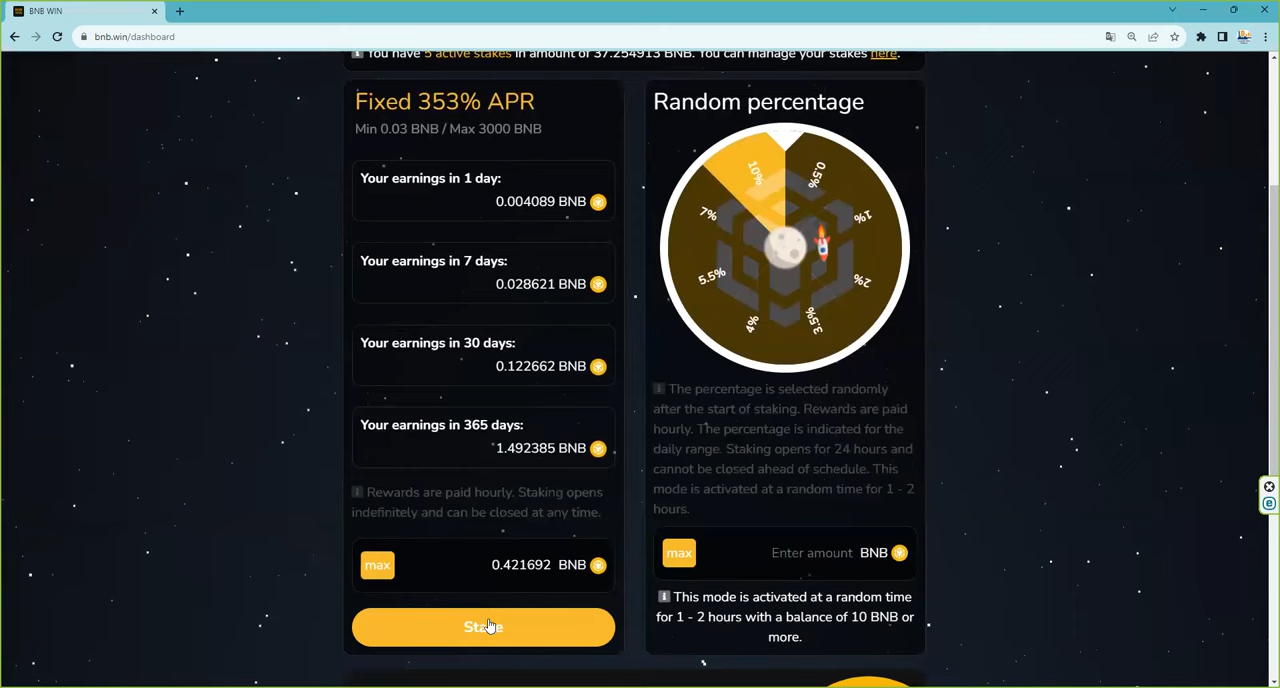 BNB WIN
bnb.win/dashboard
You have 5 active stakes in amount of 37.254913 BNB. You can manage your stakes here.
Fixed 353% APR
Min 0.03 BNB / Max 3000 BNB
Your earnings in 1 day:
0.004089 BNB
Your earnings in 7 days:
0.028621 BNB
Your earnings in 30 days:
0.122662 BNB
Your earnings in 365 days:
1.492385 BNB
Rewards are paid hourly. Staking opens
indefinitely and can be closed at any time.
max
0.421692 BNB
Stake
Random percentage
10%
0.5%
1%
2%
3.5%
4%
5.5%
7%
The percentage is selected randomly
after the start of staking. Rewards are paid
hourly. The percentage is indicated for the
daily range. Staking opens for 24 hours and
cannot be closed ahead of schedule. This
mode is activated at a random time for 1 - 2
hours.
max
Enter amount BNB
This mode is activated at a random time
for 1 - 2 hours with a balance of 10 BNB or
more.